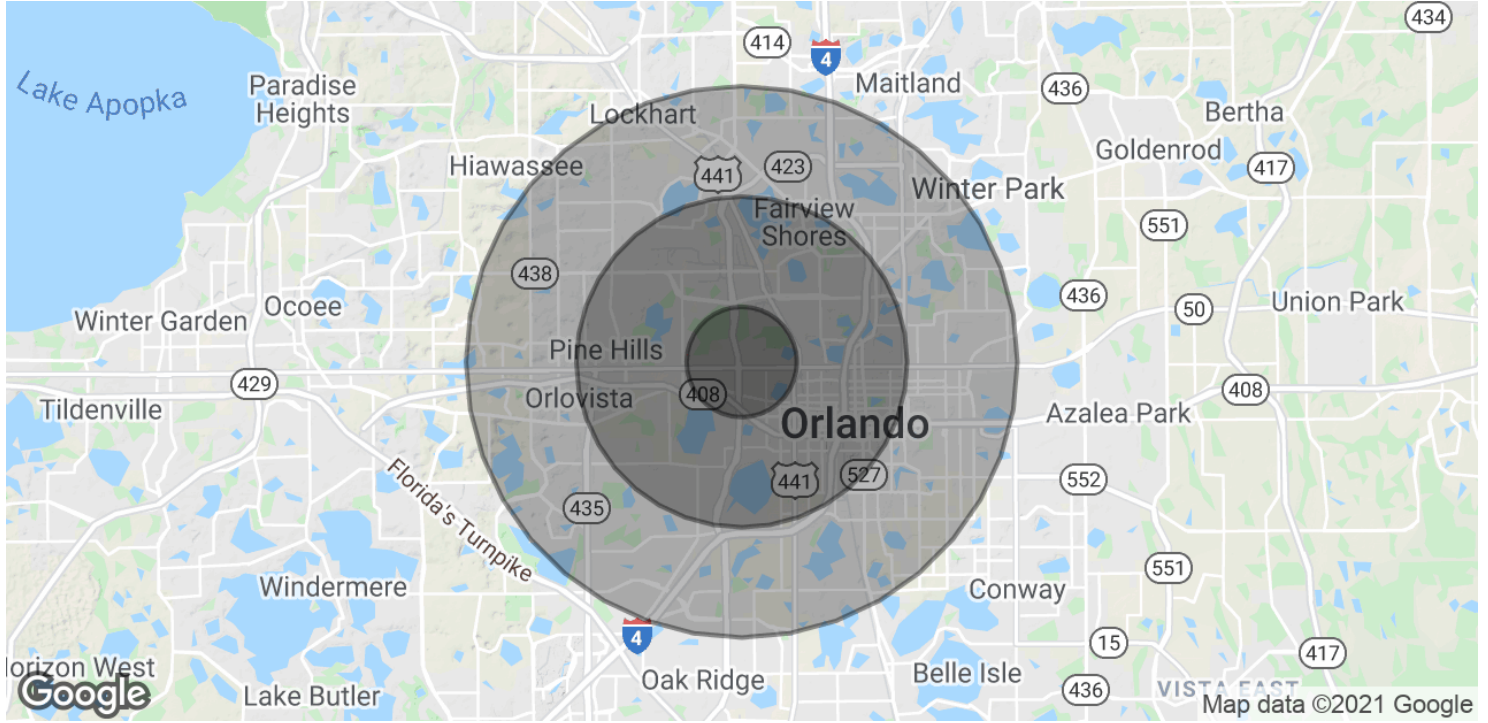 434
414
4
Maitland
Paradise
Heights
436
Lake Apopka
Lockhart
Bertha
Goldenrod
Hiawassee
441
423
417
Winter Park
Fairview
Shores
551
438
436
Ocoee
50
Union Park
Winter Garden
Pine Hills
429
408
408
Orlovista
Tildenville
Azalea Park
Orlando
441
527
552
Florida's Turnpike
435
551
Windermere
Conway
4
15
417
orizon West
Oak Ridge
Belle Isle
Lake Butler
436
VISTA EAST
Google
Map data ©2021 Google